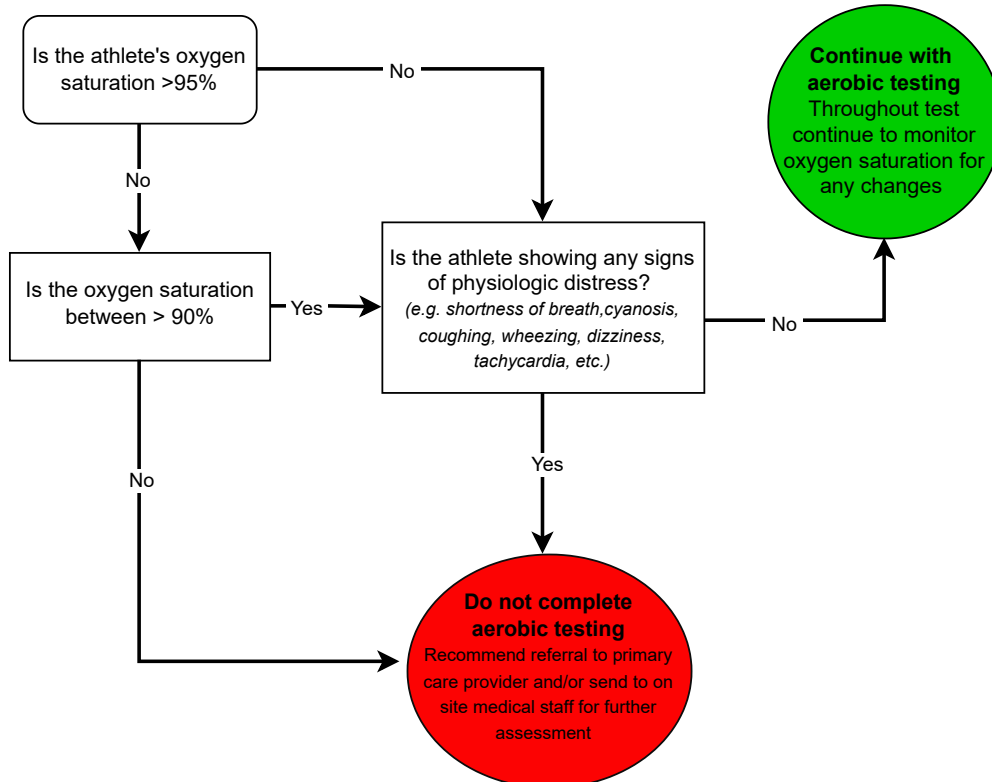 Is the athlete's oxygen
saturation >95%
No
Continue with
aerobic testing
Throughout test
continue to monitor
oxygen saturation for
any changes
No
Is the oxygen saturation
between > 90%
Yes
Is the athlete showing any signs
of physiologic distress?
(e.g. shortness of breath,cyanosis,
coughing, wheezing, dizziness,
tachycardia, etc.)
No
No
Yes
Do not complete
aerobic testing
Recommend referral to primary
care provider and/or send to on
site medical staff for further
assessment